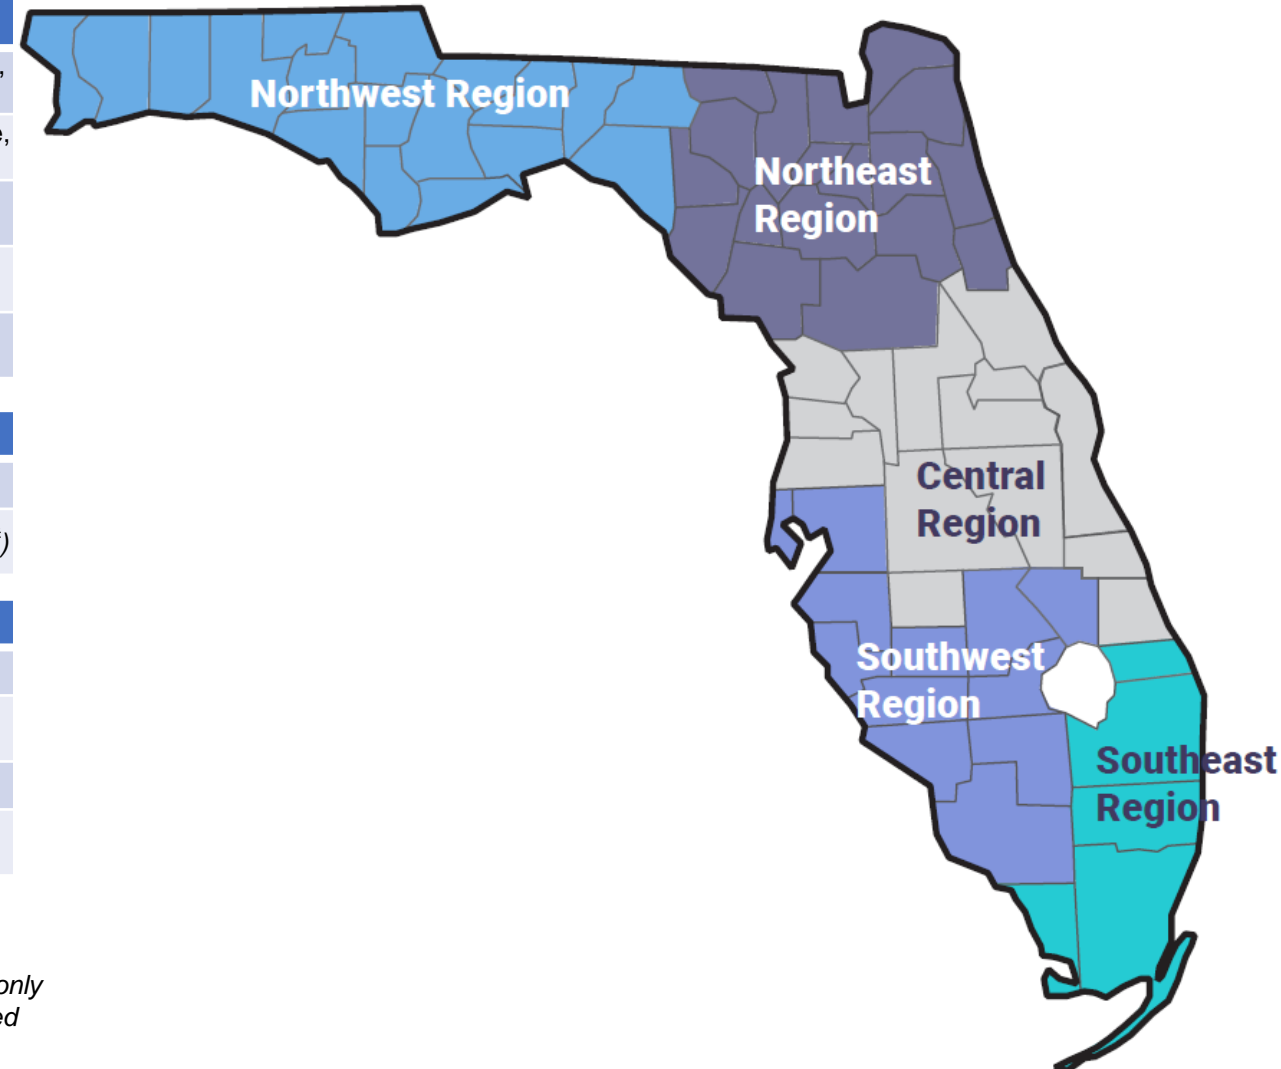 ,
e,
Northwest Region
Northeast
Region
Central
Region
)
Southwest
Region
Southeast
Region
only
ed